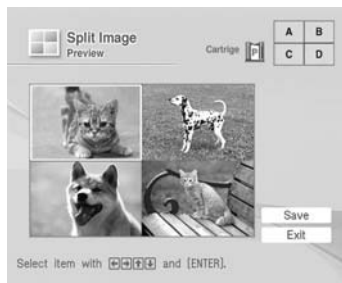 Split Image
Preview
Cartrige P
A B
C D
Save
Exit
Select item with ←→↑↓ and [ENTER].